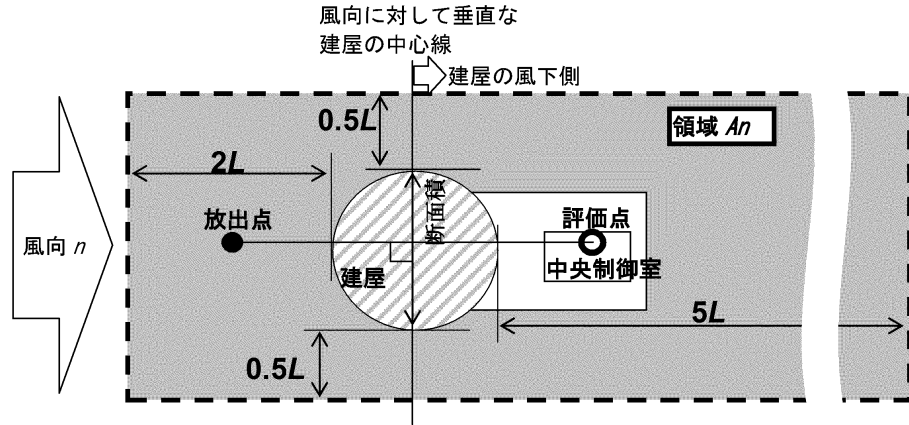 風向に対して垂直な
建屋の中心線
建屋の風下側
0.5L
領域 An
2L
断面積
放出点
評価点
風向 n
建屋
中央制御室
5L
0.5L